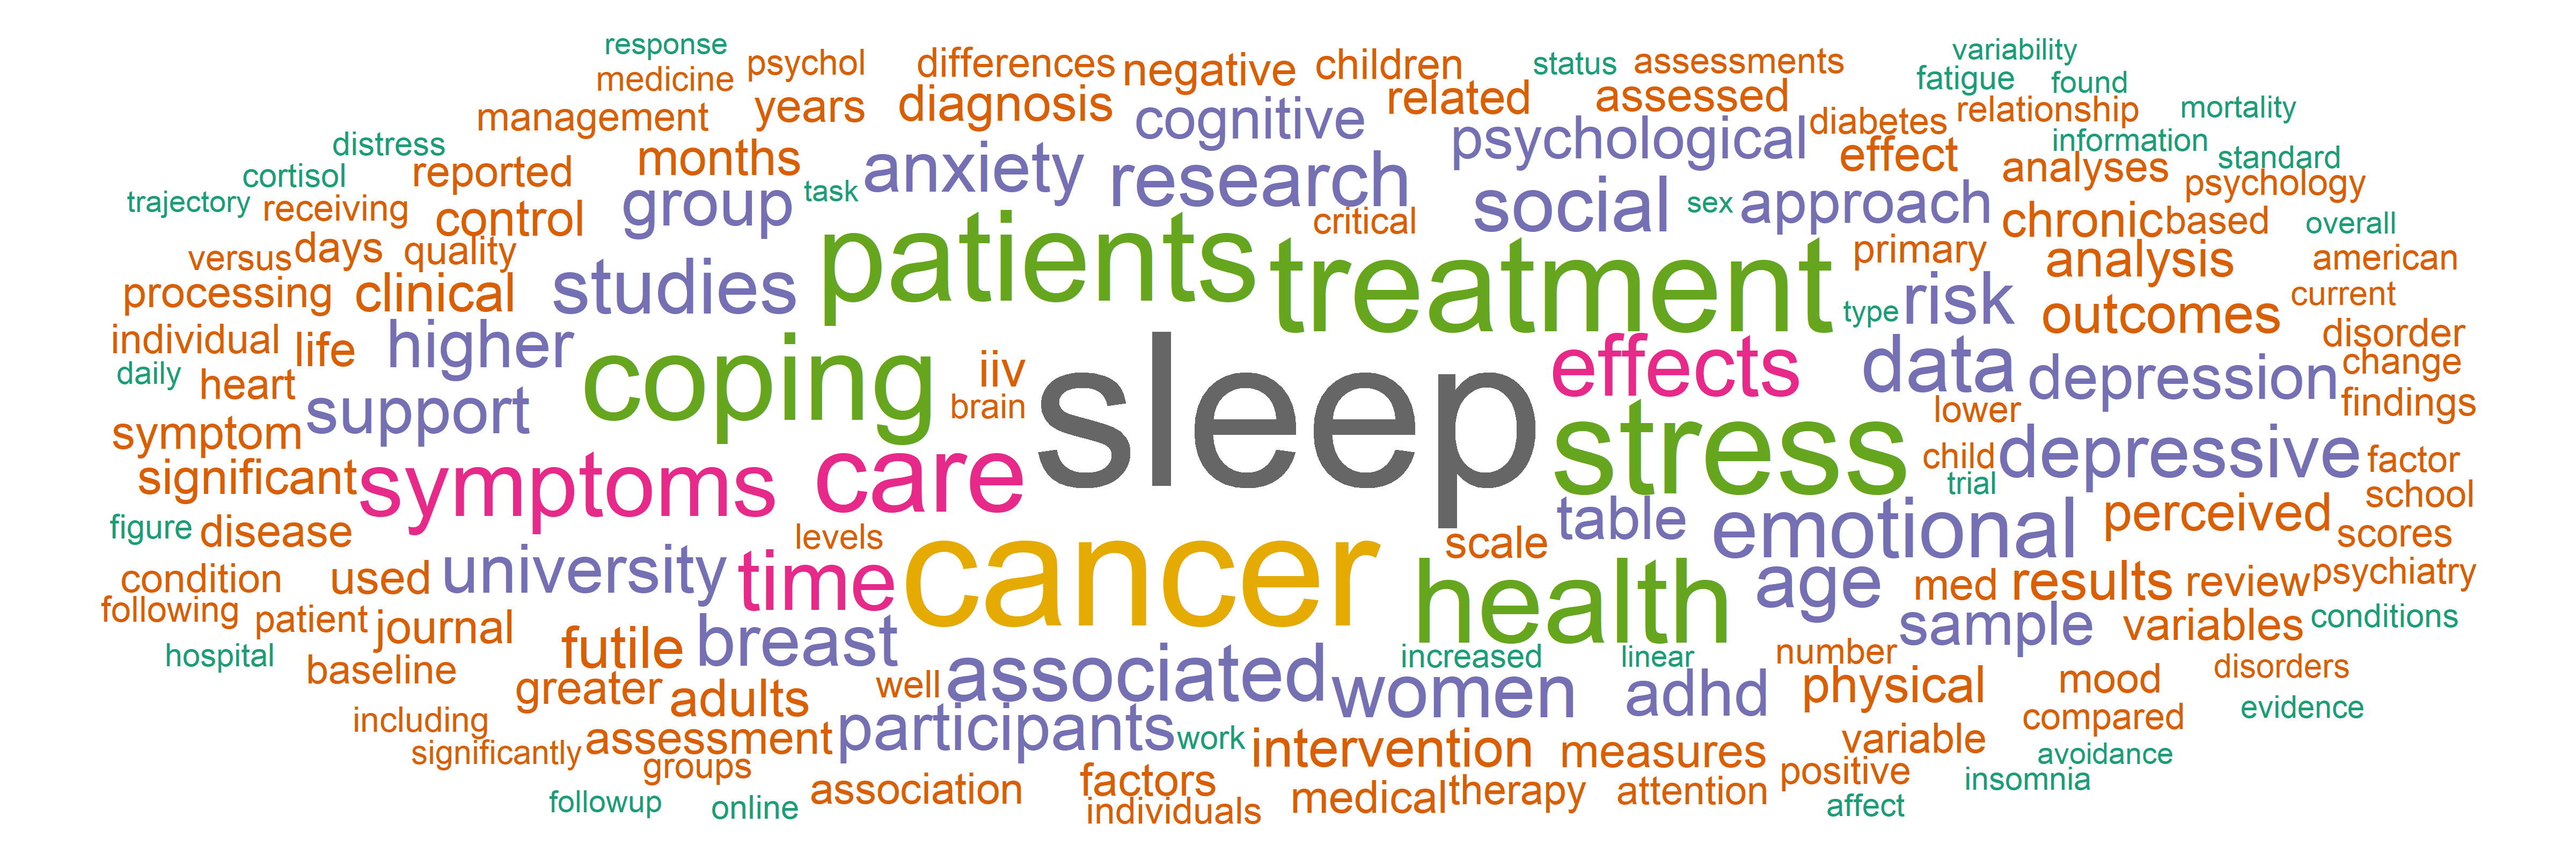 response
psychol
differences
negative
children
status
assessments
variability
medicine
fatigue
found
management
years
diagnosis
cognitive
related
assessed
diabetes
relationship
mortality
distress
reported
months
anxiety
research
psychological
effect
information
analyses
standard
cortisol
trajectory
receiving
control
group
task
critical
social
sex
approach
chronic
based
psychology
overall
versus
days
quality
studies
patients
treatment
primary
analysis
american
processing
clinical
type
risk
outcomes
current
individual
life
higher
coping
iiv
sleep
effects
data
depression
disorder
change
daily
heart
support
brain
lower
findings
symptom
stress
child
depressive
factor
significant
symptoms
care
trial
school
figure
disease
levels
cancer
scale
table
emotional
perceived
scores
condition
used
university
time
health
age
med
results
review
psychiatry
following
patient
journal
futile
breast
sample
variables
conditions
hospital
baseline
associated
increased
linear
number
disorders
greater
adults
well
women
adhd
physical
mood
including
participants
work
compared
evidence
significantly
assessment
intervention
measures
variable
avoidance
groups
association
factors
positive
insomnia
followup
online
individuals
medical
therapy
attention
affect